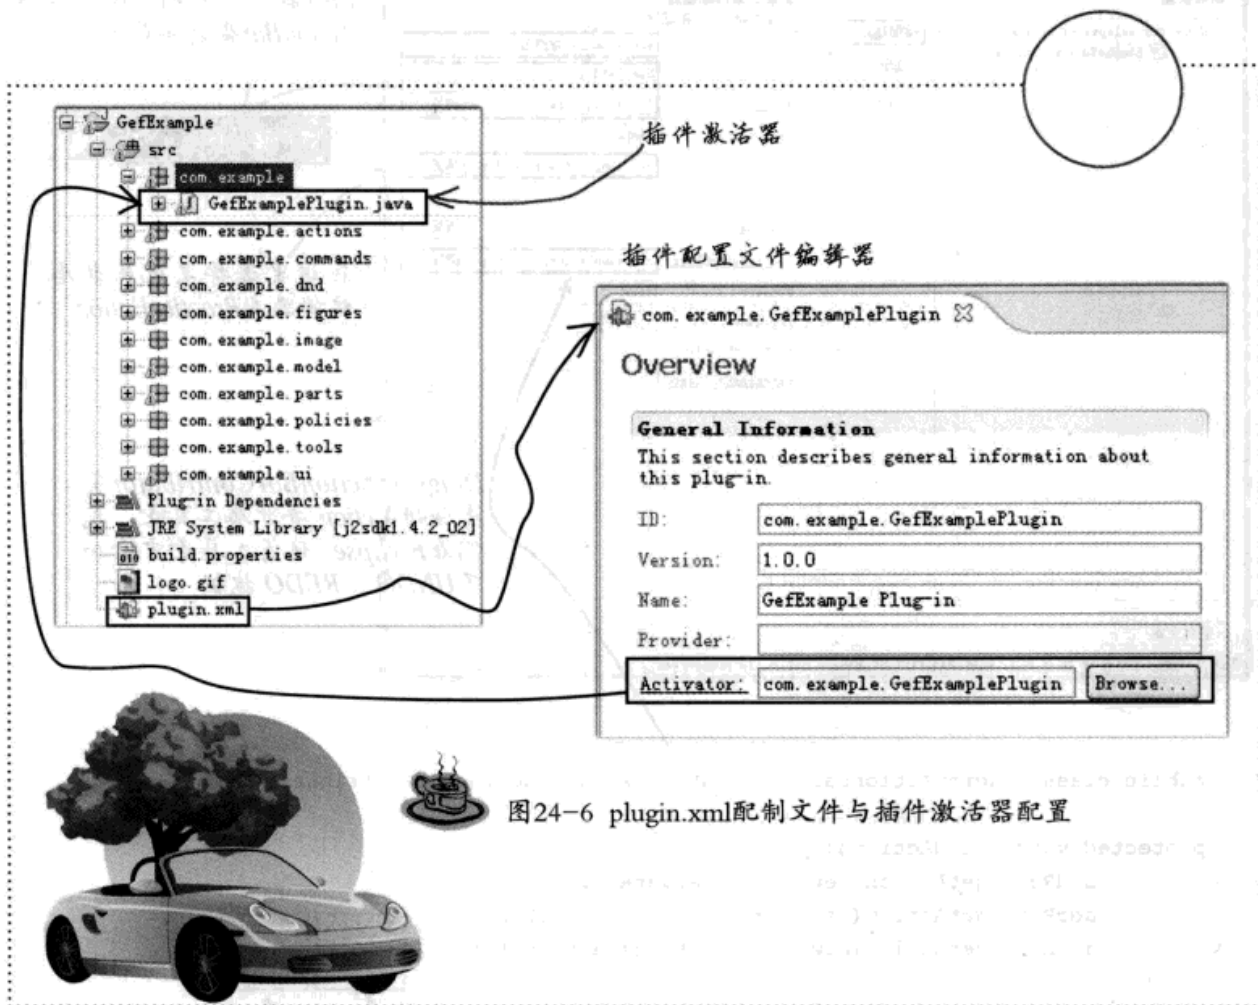 GefExample
src
com.example
GefExamplePlugin.java
com.example.actions
com.example.commands
com.example.dnd
com.example.figures
com.example.image
com.example.model
com.example.parts
com.example.policies
com.example.tools
com.example.ui
Plug-in Dependencies
JRE System Library [j2sdk1.4.2_02]
build.properties
logo.gif
plugin.xml
插件激活器
插件配置文件编辑器
com.example.GefExamplePlugin
Overview
General Information
This section describes general information about
this plug-in.
ID: com.example.GefExamplePlugin
Version: 1.0.0
Name: GefExample Plug-in
Provider:
Activator: com.example.GefExamplePlugin Browse...
图24-6 plugin.xml配制文件与插件激活器配置